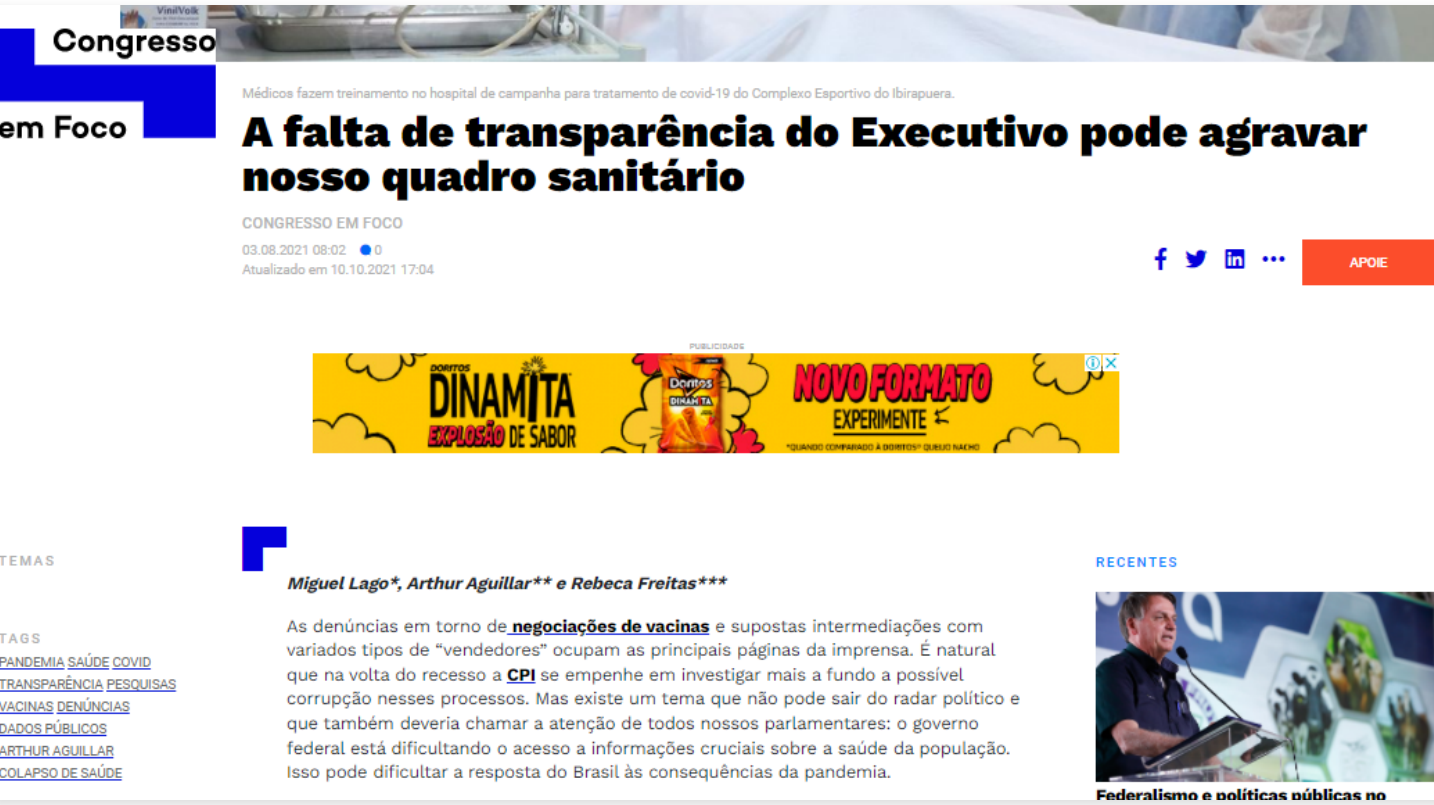 VinilVolk
Congresso
em Foco
Médicos fazem treinamento no hospital de campanha para tratamento de covid-19 do Complexo Esportivo do Ibirapuera.
A falta de transparência do Executivo pode agravar
nosso quadro sanitário
CONGRESSO EM FOCO
03.08.2021 08:02 0
Atualizado em 10.10.2021 17:04
APOIE
PUBLICIDADE
DORITOS
DINAMITA
EXPLOSÃO DE SABOR
Doritos
DINAMITA
NOVO FORMATO
EXPERIMENTE
*QUANDO COMPARADO À DORITOS® QUEIJO NACHO
TEMAS
TAGS
PANDEMIA SAÚDE COVID
TRANSPARÊNCIA PESQUISAS
VACINAS DENÚNCIAS
DADOS PÚBLICOS
ARTHUR AGUILLAR
COLAPSO DE SAÚDE
Miguel Lago*, Arthur Aguillar** e Rebeca Freitas***
As denúncias em torno de negociações de vacinas e supostas intermediações com
variados tipos de “vendedores” ocupam as principais páginas da imprensa. É natural
que na volta do recesso a CPI se empenhe em investigar mais a fundo a possível
corrupção nesses processos. Mas existe um tema que não pode sair do radar político e
que também deveria chamar a atenção de todos nossos parlamentares: o governo
federal está dificultando o acesso a informações cruciais sobre a saúde da população.
Isso pode dificultar a resposta do Brasil às consequências da pandemia.
RECENTES
Federalismo e políticas públicas no